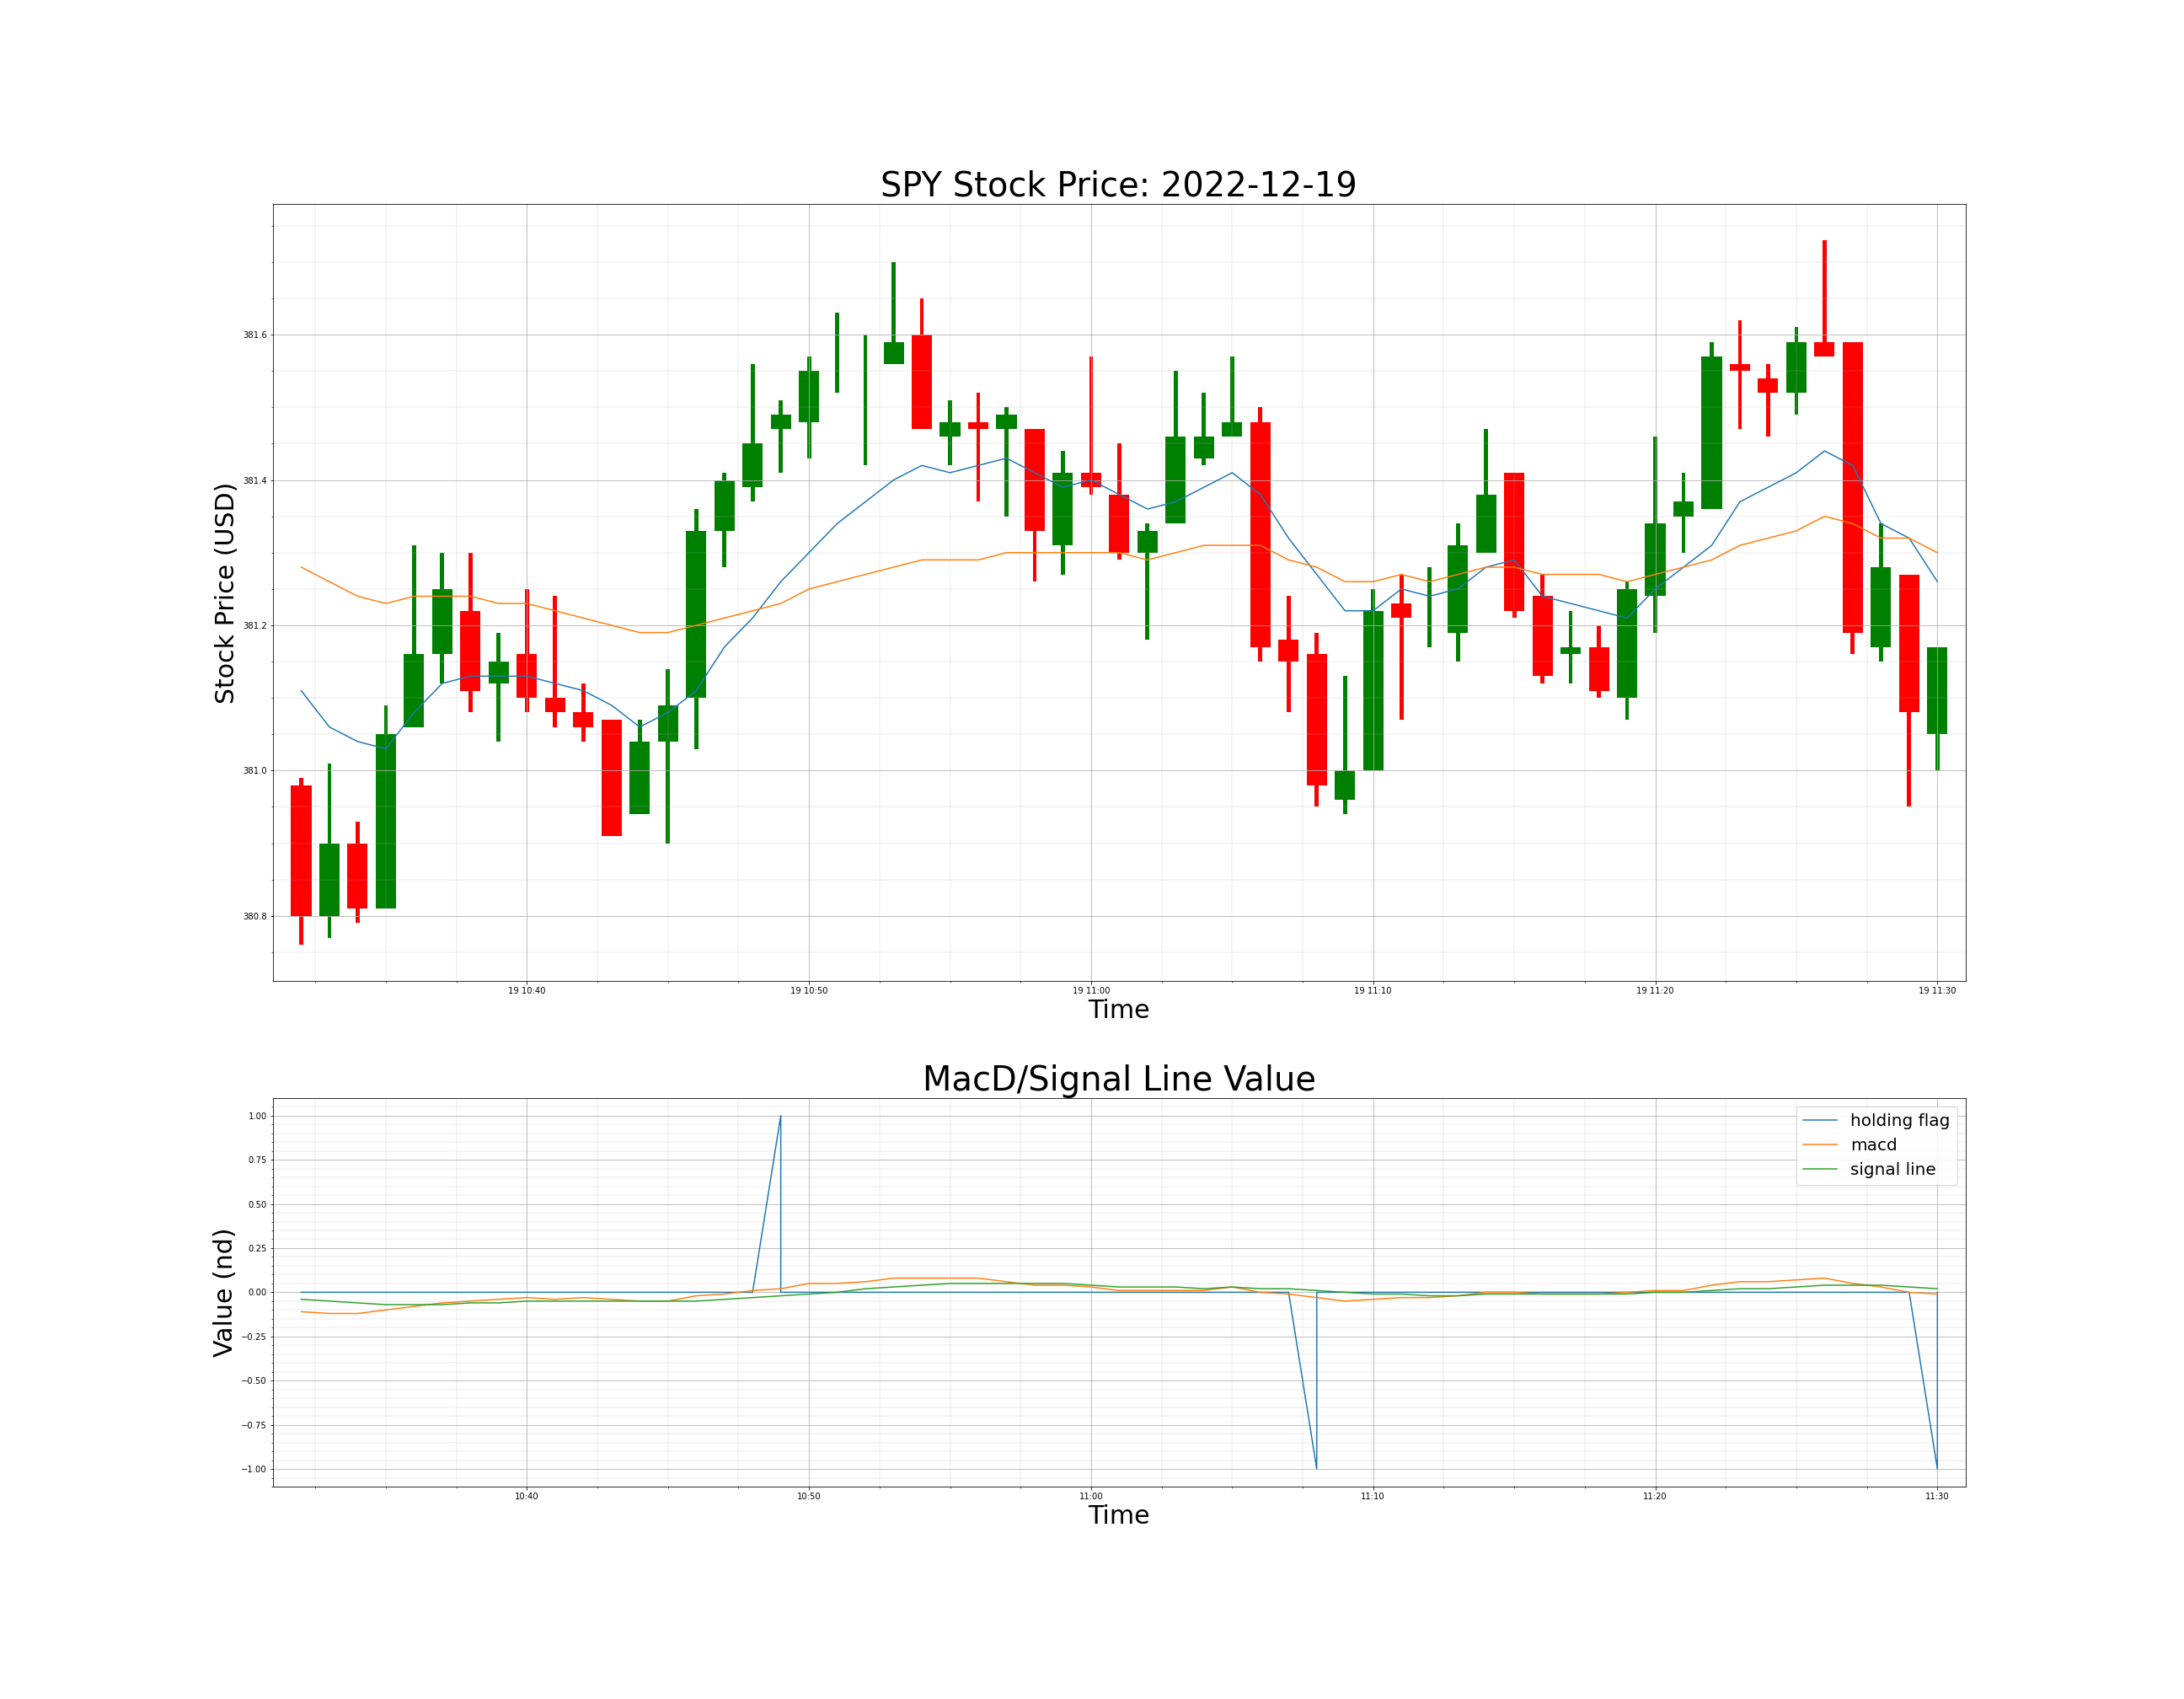 SPY Stock Price: 2022-12-19
381.6
381.4
381.2
381.0
380.8
Stock Price (USD)
19 10:40 19 10:50 19 11:00 19 11:10 19 11:20 19 11:30
Time
MacD/Signal Line Value
1.00
0.75
0.50
0.25
0.00
−0.25
−0.50
−0.75
−1.00
Value (nd)
holding flag
macd
signal line
10:40 10:50 11:00 11:10 11:20 11:30
Time